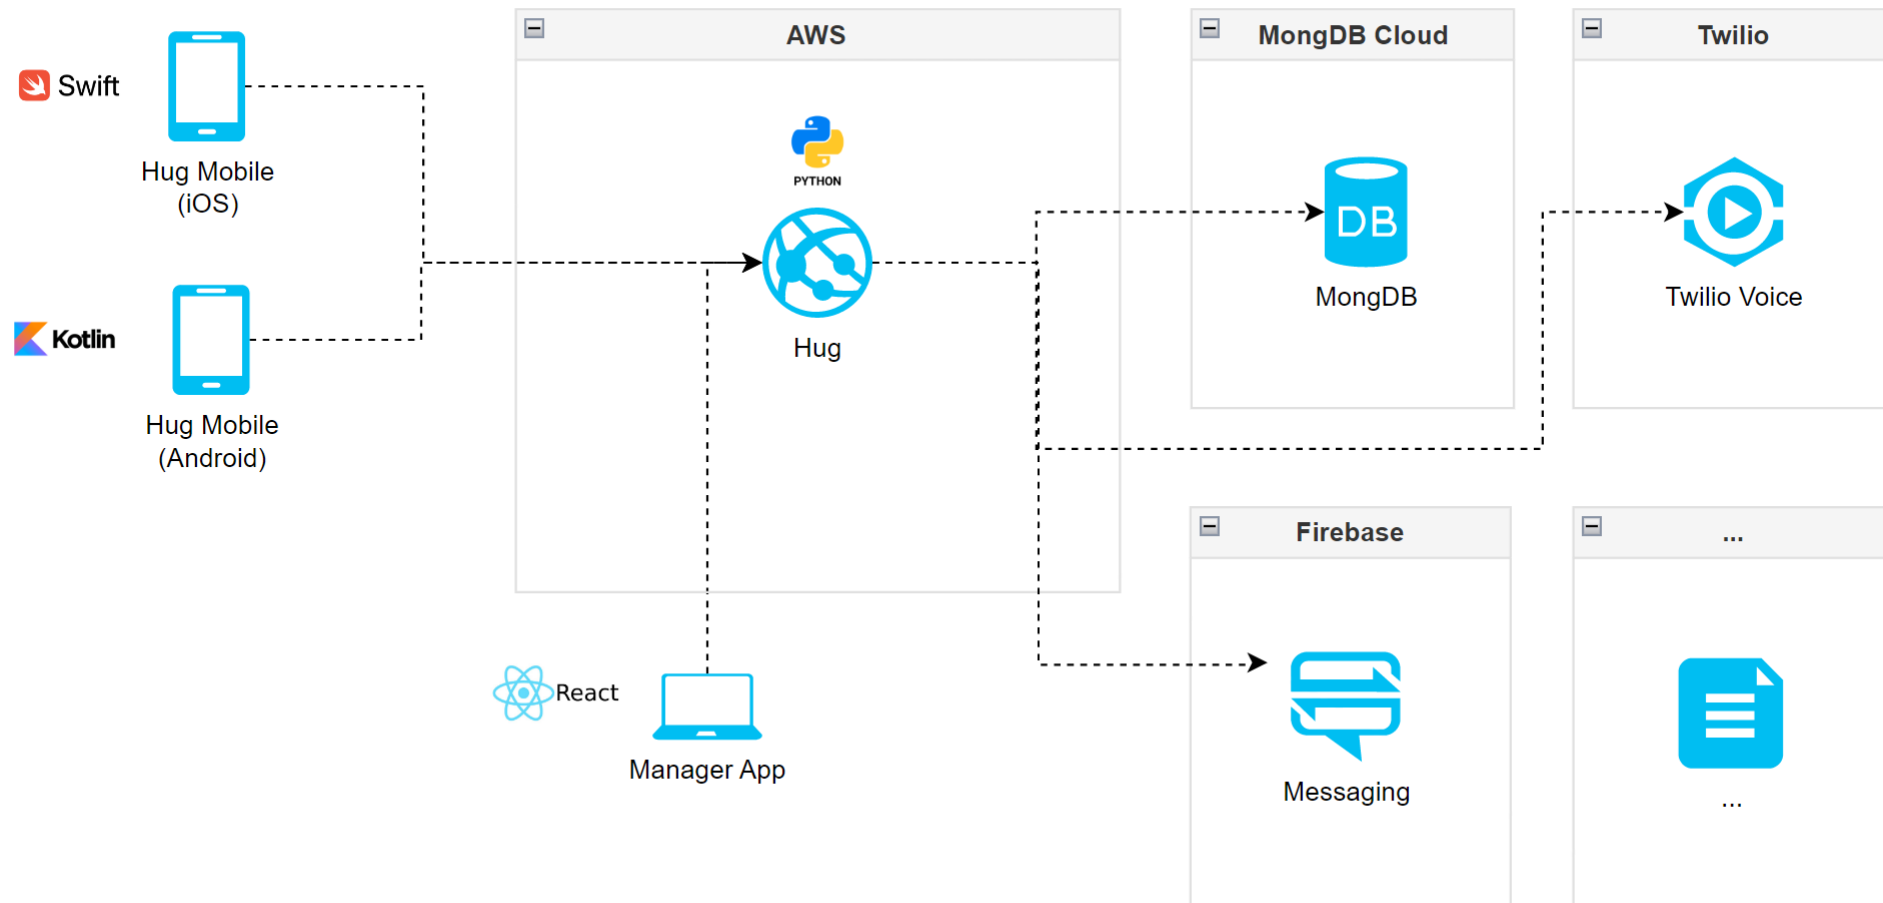 Swift
Hug Mobile
(iOS)
Kotlin
Hug Mobile
(Android)
AWS
PYTHON
Hug
React
Manager App
MongDB Cloud
DB
MongDB
Twilio
Twilio Voice
Firebase
Messaging
...
...